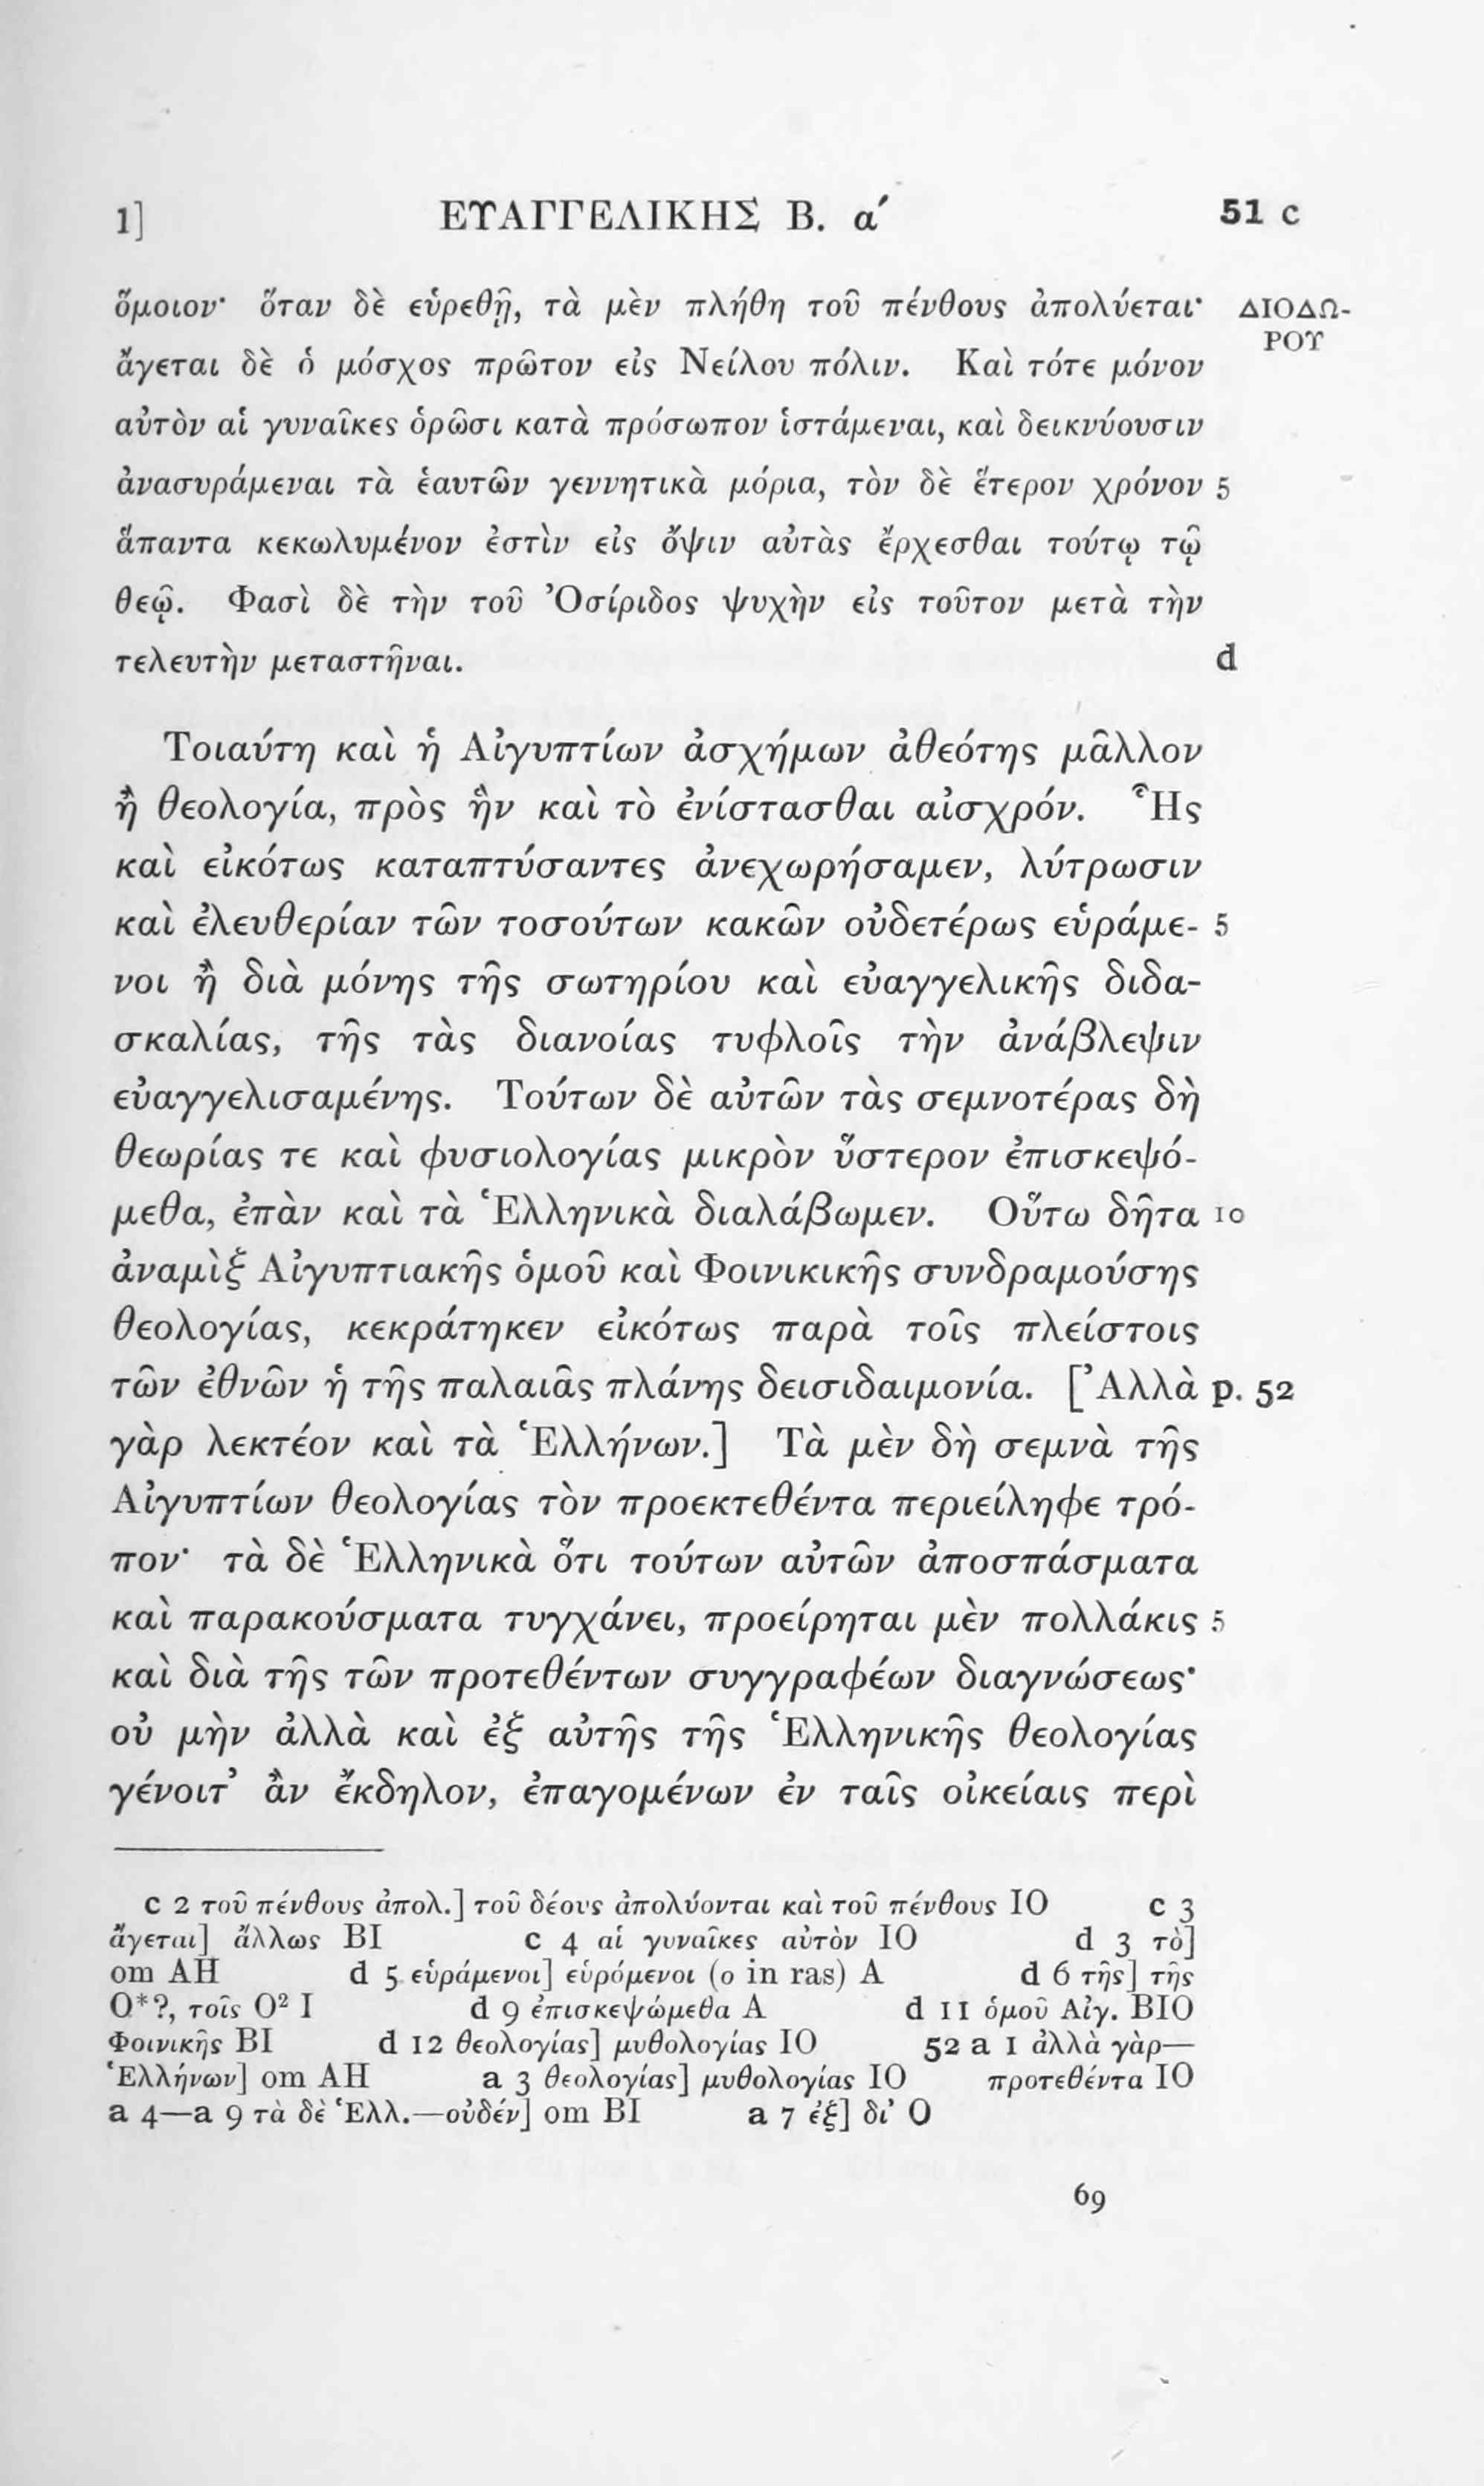 1] ΕΥΑΓΓΕΛΙΚΗΣ Β. α′ 51 c
ὅμοιον· ὅταν δὲ εὑρεθῇ, τὰ μὲν πλήθη τοῦ πένθους ἀπολύεται· ΔΙΟΔΩ-
ΡΟΥ
ἄγεται δὲ ὁ μόσχος πρῶτον εἰς Νείλου πόλιν. Καὶ τότε μόνον
αὐτὸν αἱ γυναῖκες ὁρῶσι κατὰ πρόσωπον ἱστάμεναι, καὶ δεικνύουσιν
ἀνασυράμεναι τὰ ἑαυτῶν γεννητικὰ μόρια, τὸν δὲ ἕτερον χρόνον 5
ἅπαντα κεκωλυμένον ἐστὶν εἰς ὄψιν αὐτὰς ἔρχεσθαι τούτῳ τῷ
θεῷ. Φασὶ δὲ τὴν τοῦ Ὀσίριδος ψυχὴν εἰς τοῦτον μετὰ τὴν
τελευτὴν μεταστῆναι. d
Τοιαύτη καὶ ἡ Αἰγυπτίων ἀσχήμων ἀθεότης μᾶλλον
ἢ θεολογία, πρὸς ἣν καὶ τὸ ἐνίστασθαι αἰσχρόν. Ἧς
καὶ εἰκότως καταπτύσαντες ἀνεχωρήσαμεν, λύτρωσιν
καὶ ἐλευθερίαν τῶν τοσούτων κακῶν οὐδετέρως εὑράμε- 5
νοι ἢ διὰ μόνης τῆς σωτηρίου καὶ εὐαγγελικῆς διδα-
σκαλίας, τῆς τὰς διανοίας τυφλοῖς τὴν ἀνάβλεψιν
εὐαγγελισαμένης. Τούτων δὲ αὐτῶν τὰς σεμνοτέρας δὴ
θεωρίας τε καὶ φυσιολογίας μικρὸν ὕστερον ἐπισκεψό-
μεθα, ἐπὰν καὶ τὰ Ἑλληνικὰ διαλάβωμεν. Οὕτω δῆτα 10
ἀναμὶξ Αἰγυπτιακῆς ὁμοῦ καὶ Φοινικικῆς συνδραμούσης
θεολογίας, κεκράτηκεν εἰκότως παρὰ τοῖς πλείστοις
τῶν ἐθνῶν ἡ τῆς παλαιᾶς πλάνης δεισιδαιμονία. [Ἀλλὰ p. 52
γὰρ λεκτέον καὶ τὰ Ἑλλήνων.] Τὰ μὲν δὴ σεμνὰ τῆς
Αἰγυπτίων θεολογίας τὸν προεκτεθέντα περιείληφε τρό-
πον· τὰ δὲ Ἑλληνικὰ ὅτι τούτων αὐτῶν ἀποσπάσματα
καὶ παρακούσματα τυγχάνει, προείρηται μὲν πολλάκις 5
καὶ διὰ τῆς τῶν προτεθέντων συγγραφέων διαγνώσεως·
οὐ μὴν ἀλλὰ καὶ ἐξ αὐτῆς τῆς Ἑλληνικῆς θεολογίας
γένοιτ’ ἂν ἔκδηλον, ἐπαγομένων ἐν ταῖς οἰκείαις περὶ
c 2 τοῦ πένθους ἀπολ.] τοῦ δέους ἀπολύονται καὶ τοῦ πένθους IO c 3
ἄγεται] ἄλλως BI c 4 αἱ γυναῖκες αὐτὸν IO d 3 τὸ]
om AH d 5 εὑράμενοι] εὑρόμενοι (ο in ras) A d 6 τῆς] τῆς
O*?, τοῖς O² I d 9 ἐπισκεψώμεθα A d 11 ὁμοῦ Αἰγ. BIO
Φοινικῆς BI d 12 θεολογίας] μυθολογίας IO 52 a 1 ἀλλὰ γὰρ—
Ἑλλήνων] om AH a 3 θεολογίας] μυθολογίας IO προτεθέντα IO
a 4—a 9 τὰ δὲ Ἑλλ.—οὐδέν] om BI a 7 ἐξ] δι’ O
69